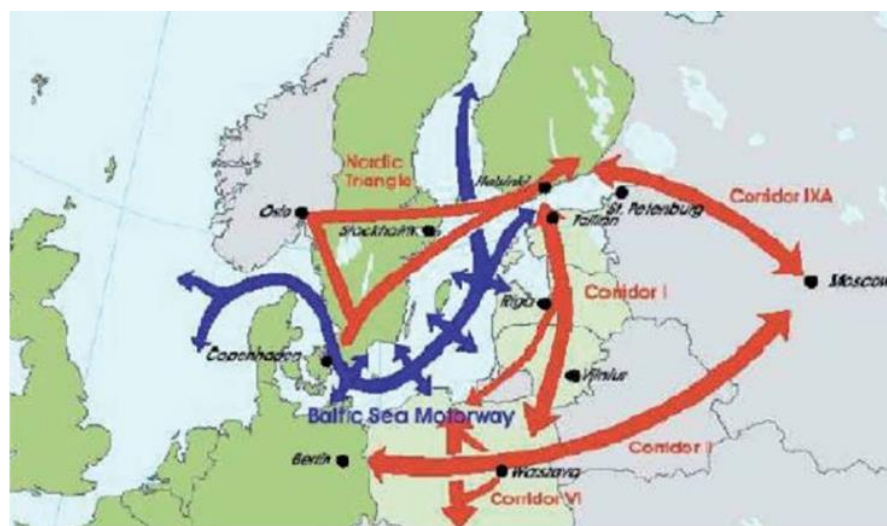 Nordic
Triangle
Helsinki
Oslo
Stockholm
St. Petersburg
Tallinn
Corridor IXA
Moscow
Riga
Corridor I
Copenhagen
Vilnius
Baltic Sea Motorway
Berlin
Corridor II
Warszava
Corridor VI